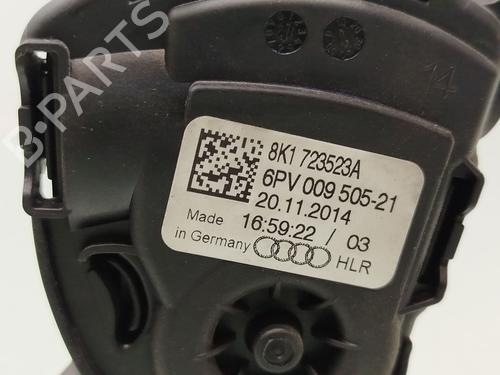 B-PARTS
14
8K1 723523A
6PV 009 505-21
20.11.2014
Made 16:59:22 / 03
in Germany HLR